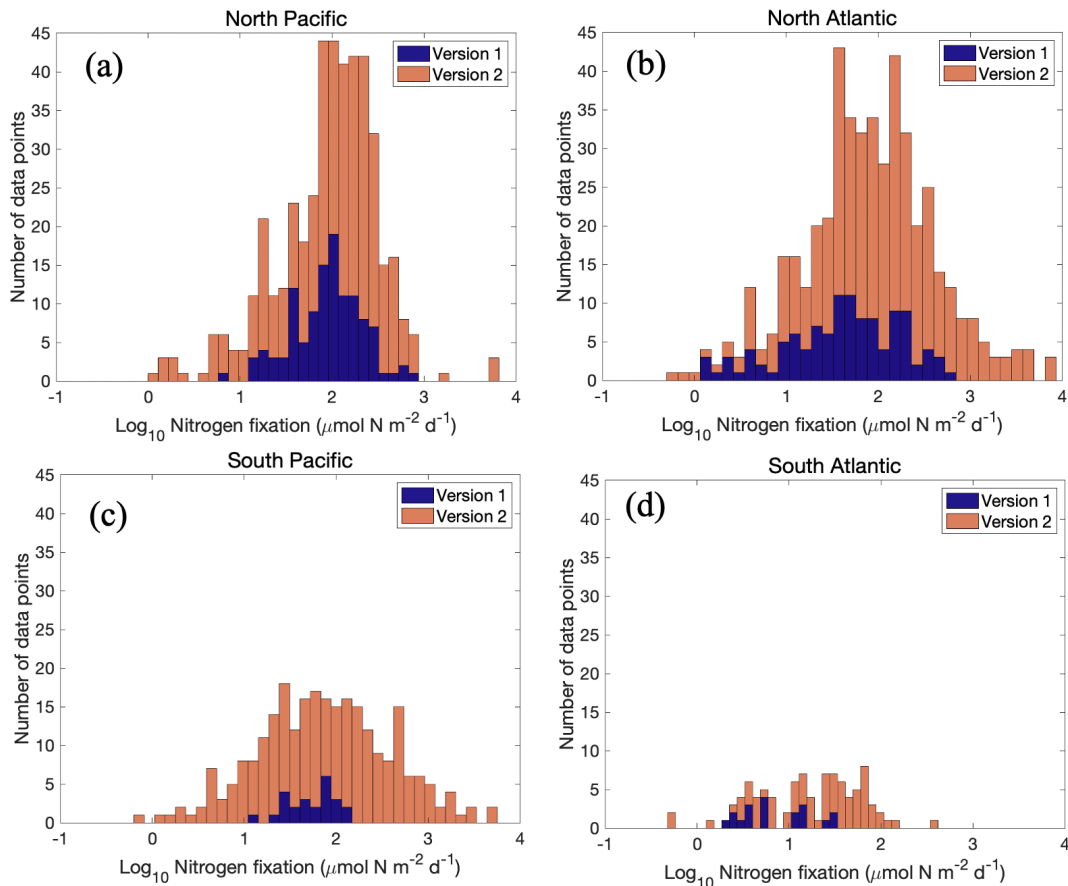 North Pacific
(a)
Version 1
Version 2
Number of data points
45
40
35
30
25
20
15
10
5
0
-1 0 1 2 3 4
Log10 Nitrogen fixation (μmol N m-2 d-1)
North Atlantic
(b)
Version 1
Version 2
Number of data points
45
40
35
30
25
20
15
10
5
0
-1 0 1 2 3 4
Log10 Nitrogen fixation (μmol N m-2 d-1)
South Pacific
(c)
Version 1
Version 2
Number of data points
45
40
35
30
25
20
15
10
5
0
-1 0 1 2 3 4
Log10 Nitrogen fixation (μmol N m-2 d-1)
South Atlantic
(d)
Version 1
Version 2
Number of data points
45
40
35
30
25
20
15
10
5
0
-1 0 1 2 3 4
Log10 Nitrogen fixation (μmol N m-2 d-1)